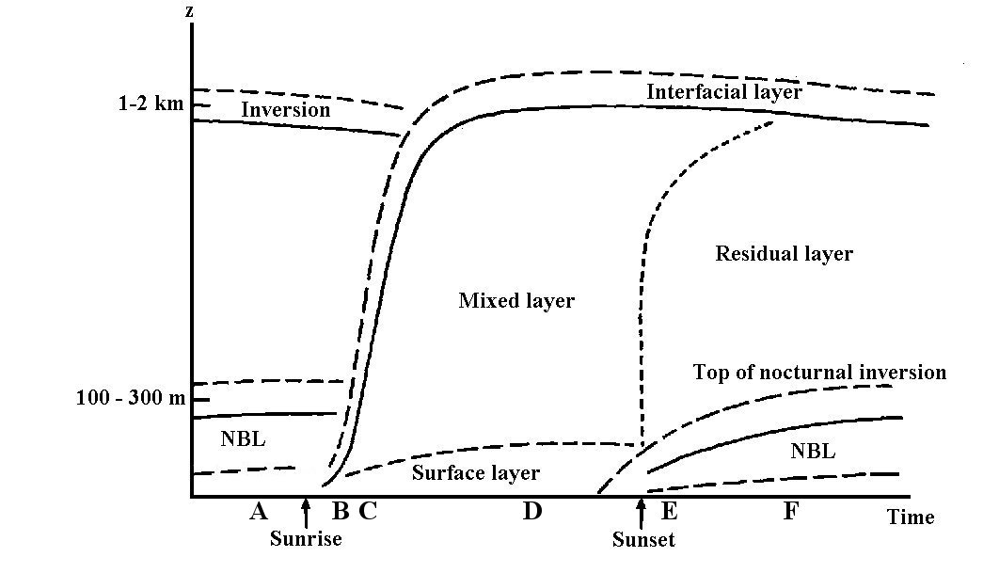 z
1-2 km
Inversion
Interfacial layer
Residual layer
Mixed layer
Top of nocturnal inversion
100 - 300 m
NBL
NBL
Surface layer
A B C D E F
Time
Sunrise
Sunset